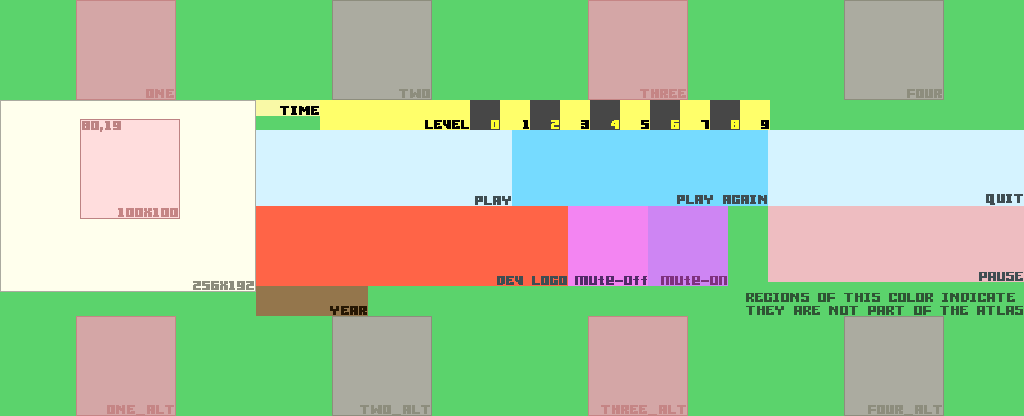 ONE
TWO
THREE
FOUR
TIME
LEVEL
0 1 2 3 4 5 6 7 8 9
80,19
100X100
256X192
PLAY
PLAY AGAIN
QUIT
DEV LOGO
Mute-Off
Mute-On
PAUSE
YEAR
REGIONS OF THIS COLOR INDICATE
THEY ARE NOT PART OF THE ATLAS
ONE_ALT
TWO_ALT
THREE_ALT
FOUR_ALT